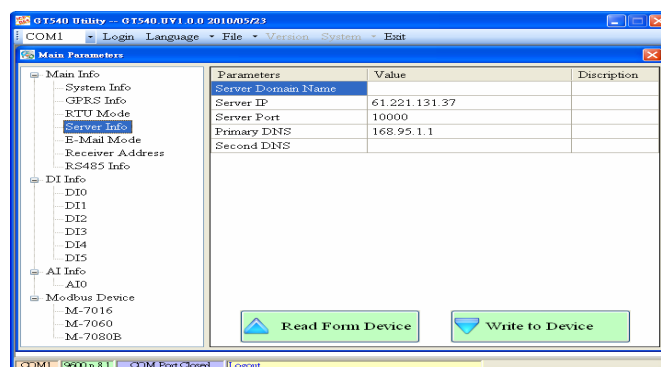 GT540 Utility -- GT540.UV1.0.0 2010/05/23
COM1 Login Language File Version System Exit
Main Parameters
Main Info
System Info
GPRS Info
RTU Mode
Server Info
E-Mail Mode
Receiver Address
RS485 Info
DI Info
DI0
DI1
DI2
DI3
DI4
DI5
AI Info
AI0
Modbus Device
M-7016
M-7060
M-7080B
Parameters Value Discription
Server Domain Name
Server IP 61.221.131.37
Server Port 10000
Primary DNS 168.95.1.1
Second DNS
Read Form Device Write to Device
COM1 9600,n,8,1 COM Port Closed Logout